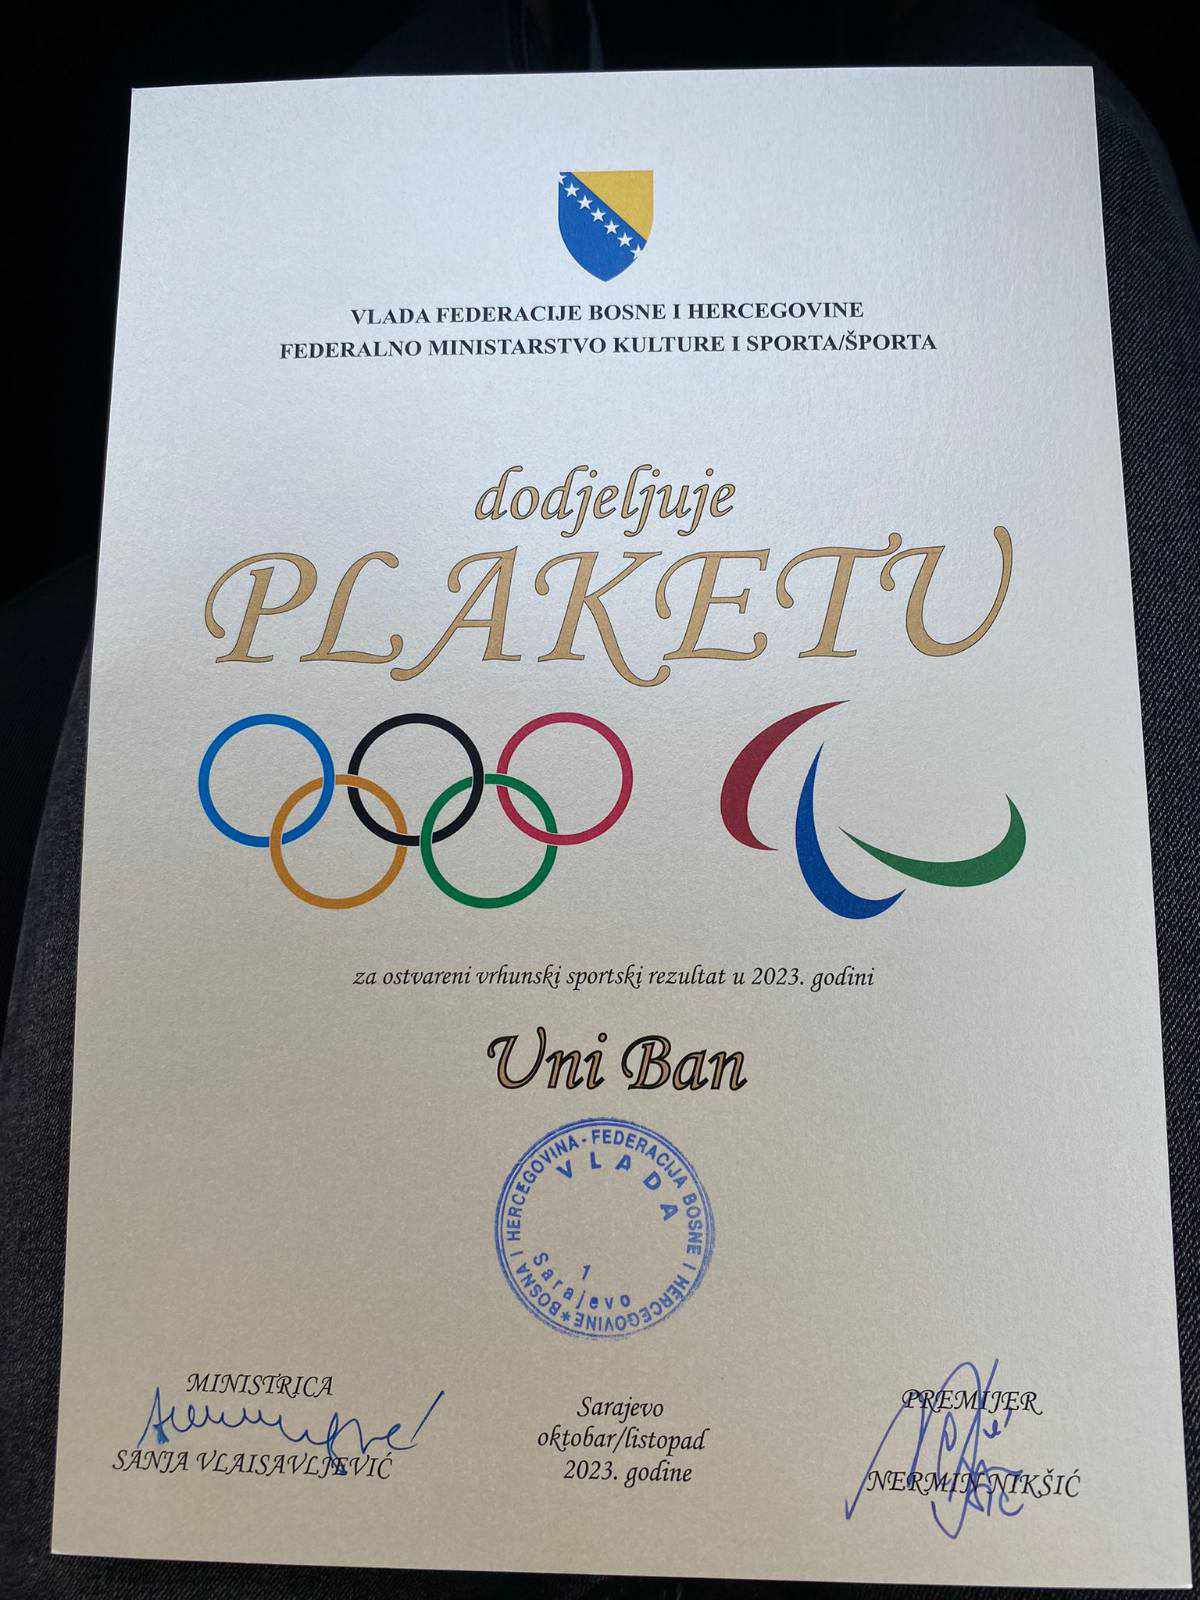 VLADA FEDERACIJE BOSNE I HERCEGOVINE
FEDERALNO MINISTARSTVO KULTURE I SPORTA/ŠPORTA
dodjeljuje
PLAKETU
za ostvareni vrhunski sportski rezultat u 2023. godini
Uni Ban
BOSNA I HERCEGOVINA-FEDERACIJA BOSNE I HERCEGOVINE*
VLADA
1
Sarajevo
MINISTRICA
SANJA VLAISAVLJEVIĆ
Sarajevo
oktobar/listopad
2023. godine
PREMIJER
NERMIN NIKŠIĆ